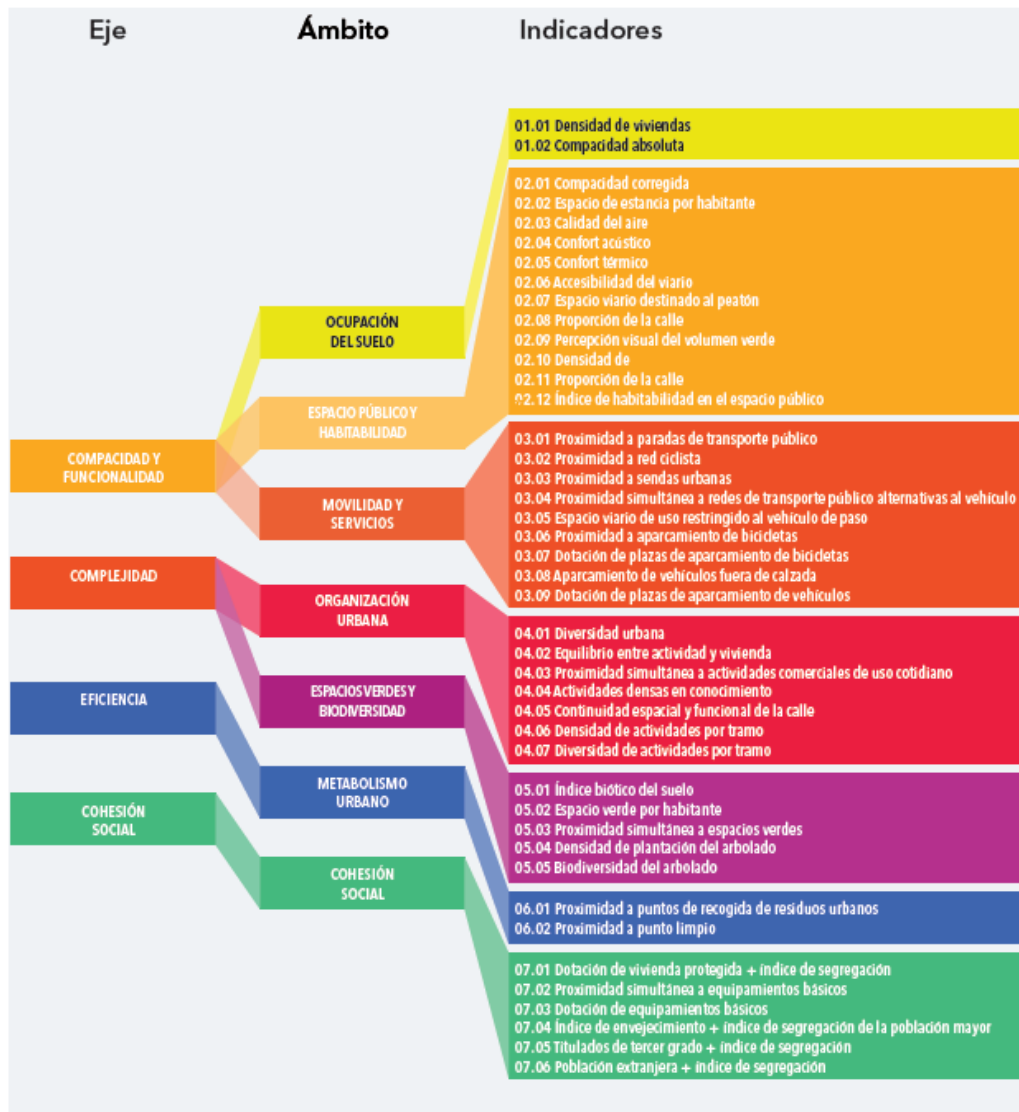 Eje
Ámbito
Indicadores
COMPACIDAD Y
FUNCIONALIDAD
COMPLEJIDAD
EFICIENCIA
COHESIÓN
SOCIAL
OCUPACIÓN
DEL SUELO
ESPACIO PÚBLICO Y
HABITABILIDAD
MOVILIDAD Y
SERVICIOS
ORGANIZACIÓN
URBANA
ESPACIOS VERDES Y
BIODIVERSIDAD
METABOLISMO
URBANO
COHESIÓN
SOCIAL
01.01 Densidad de viviendas
01.02 Compacidad absoluta
02.01 Compacidad corregida
02.02 Espacio de estancia por habitante
02.03 Calidad del aire
02.04 Confort acústico
02.05 Confort térmico
02.06 Accesibilidad del viario
02.07 Espacio viario destinado al peatón
02.08 Proporción de la calle
02.09 Percepción visual del volumen verde
02.10 Densidad de
02.11 Proporción de la calle
02.12 Índice de habitabilidad en el espacio público
03.01 Proximidad a paradas de transporte público
03.02 Proximidad a red ciclista
03.03 Proximidad a sendas urbanas
03.04 Proximidad simultánea a redes de transporte público alternativas al vehículo
03.05 Espacio viario de uso restringido al vehículo de paso
03.06 Proximidad a aparcamiento de bicicletas
03.07 Dotación de plazas de aparcamiento de bicicletas
03.08 Aparcamiento de vehículos fuera de calzada
03.09 Dotación de plazas de aparcamiento de vehículos
04.01 Diversidad urbana
04.02 Equilibrio entre actividad y vivienda
04.03 Proximidad simultánea a actividades comerciales de uso cotidiano
04.04 Actividades densas en conocimiento
04.05 Continuidad espacial y funcional de la calle
04.06 Densidad de actividades por tramo
04.07 Diversidad de actividades por tramo
05.01 Índice biótico del suelo
05.02 Espacio verde por habitante
05.03 Proximidad simultánea a espacios verdes
05.04 Densidad de plantación del arbolado
05.05 Biodiversidad del arbolado
06.01 Proximidad a puntos de recogida de residuos urbanos
06.02 Proximidad a punto limpio
07.01 Dotación de vivienda protegida + índice de segregación
07.02 Proximidad simultánea a equipamientos básicos
07.03 Dotación de equipamientos básicos
07.04 Índice de envejecimiento + índice de segregación de la población mayor
07.05 Titulados de tercer grado + índice de segregación
07.06 Población extranjera + índice de segregación